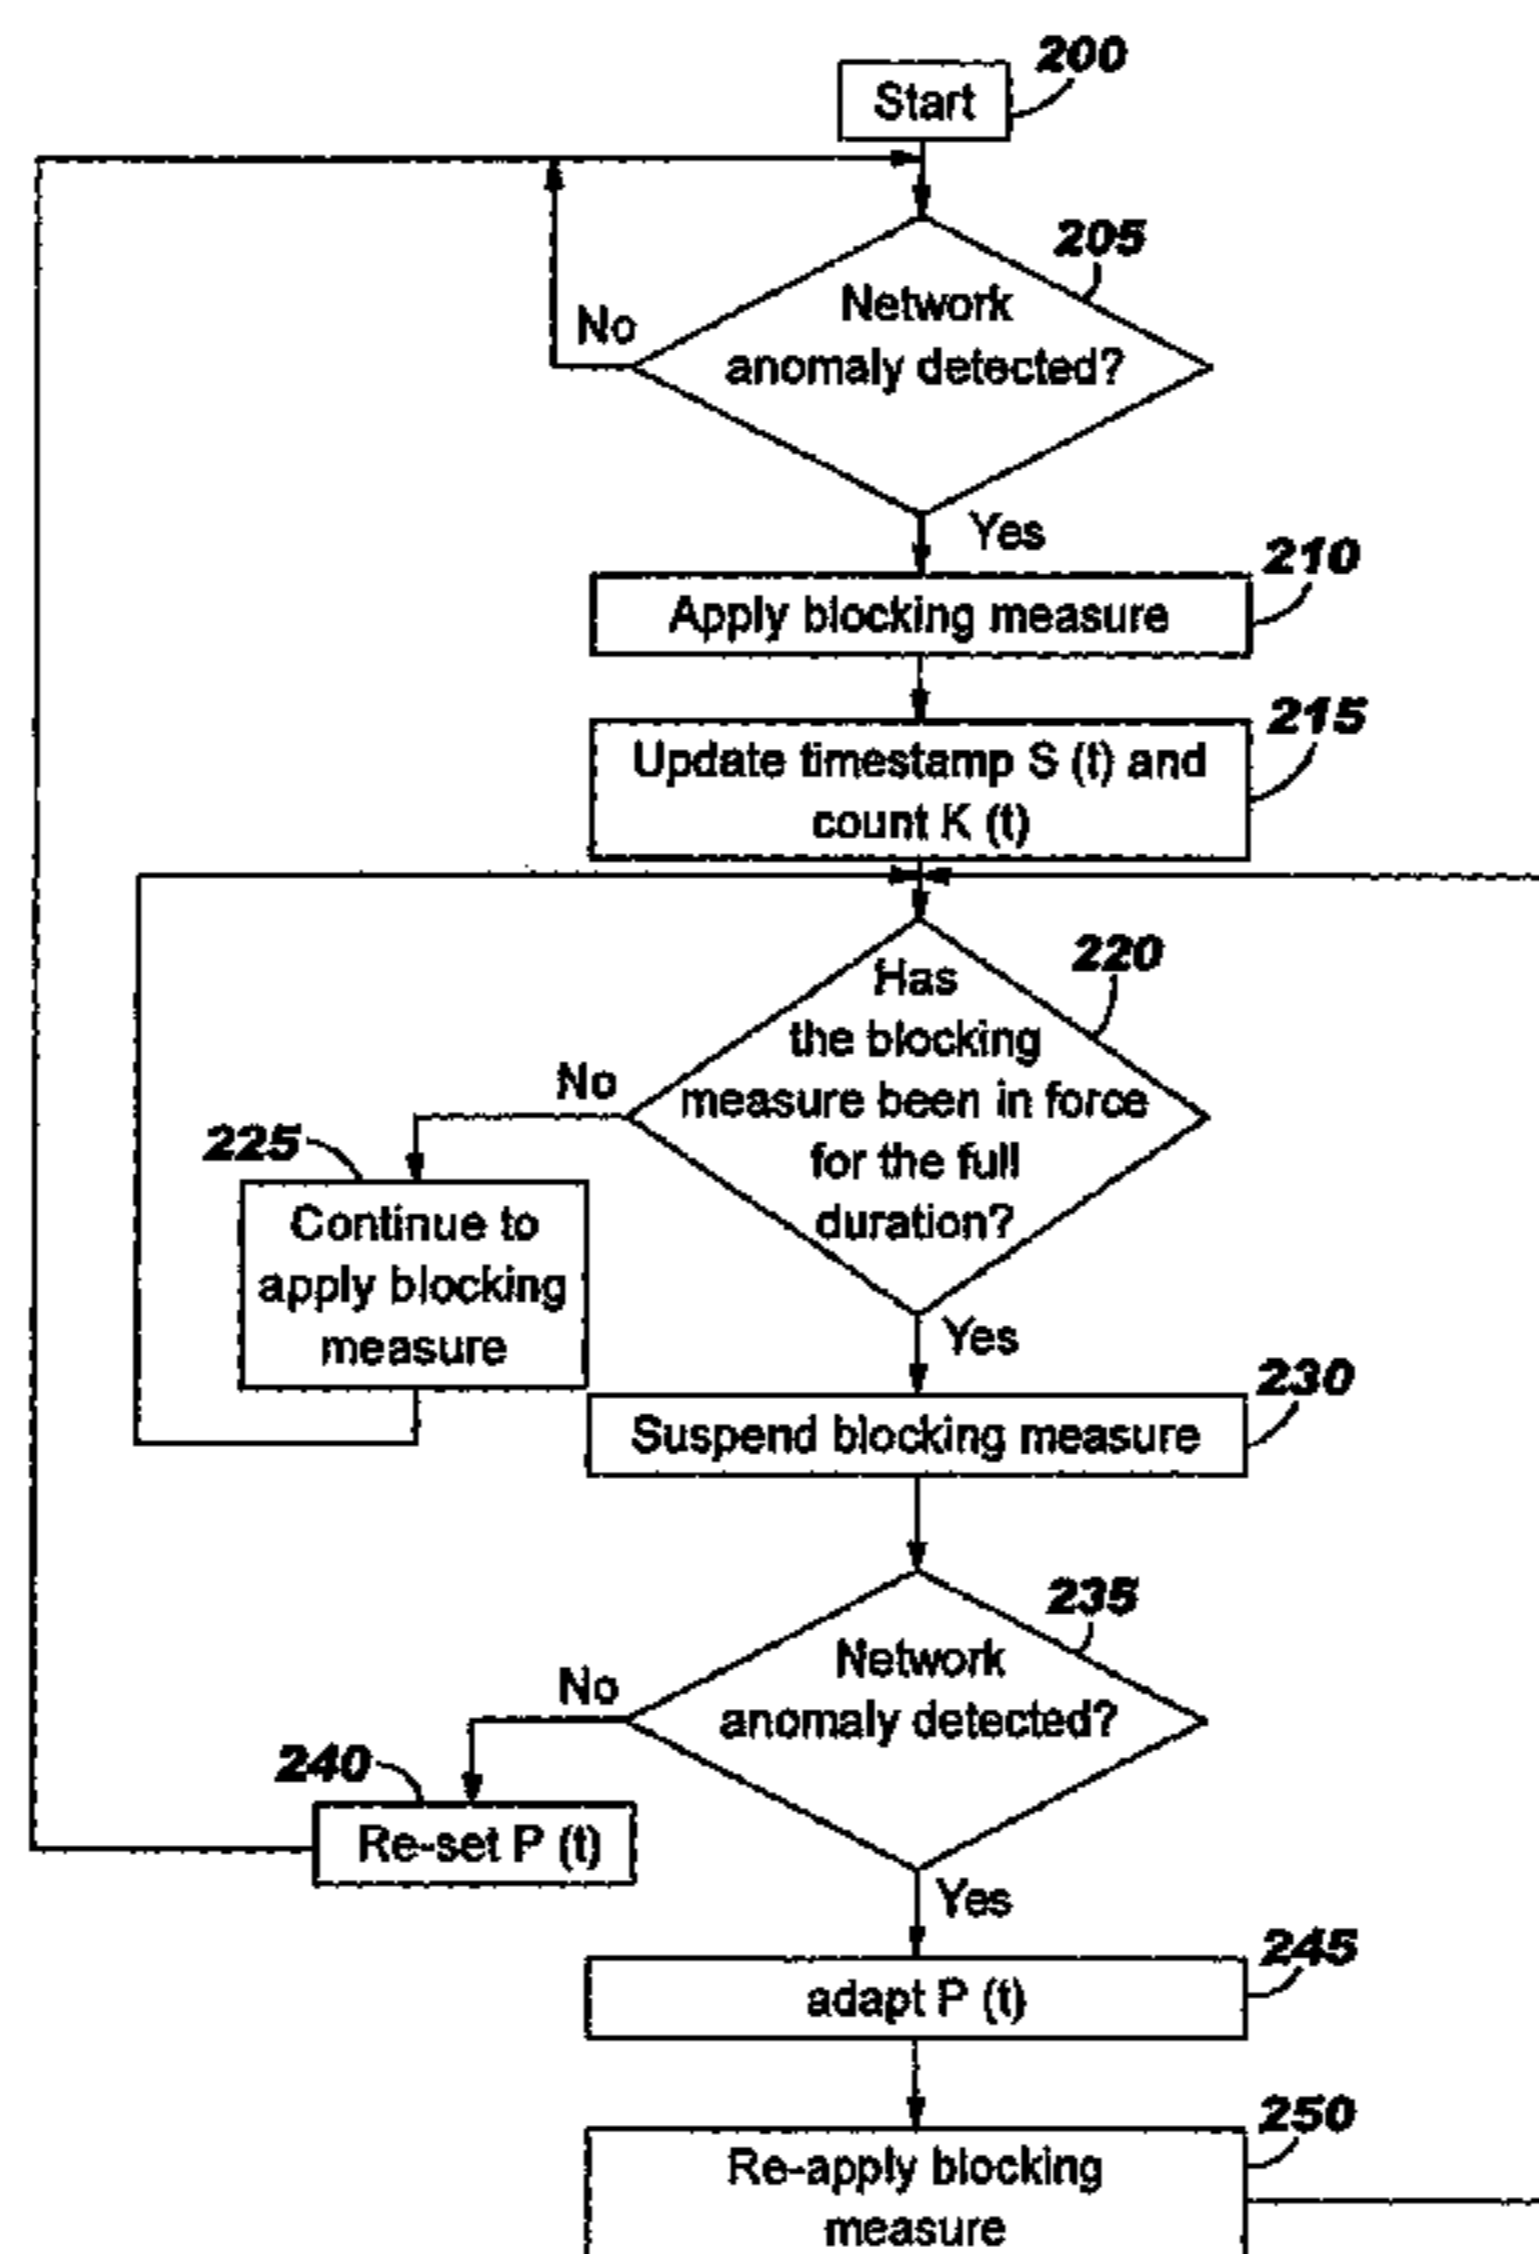 200
Start
205
Network
anomaly detected?
No
Yes
210
Apply blocking measure
215
Update timestamp S (t) and
count K (t)
220
Has
the blocking
measure been in force
for the full
duration?
No
225
Continue to
apply blocking
measure
Yes
230
Suspend blocking measure
235
Network
anomaly detected?
No
240
Re-set P (t)
Yes
245
adapt P (t)
250
Re-apply blocking
measure